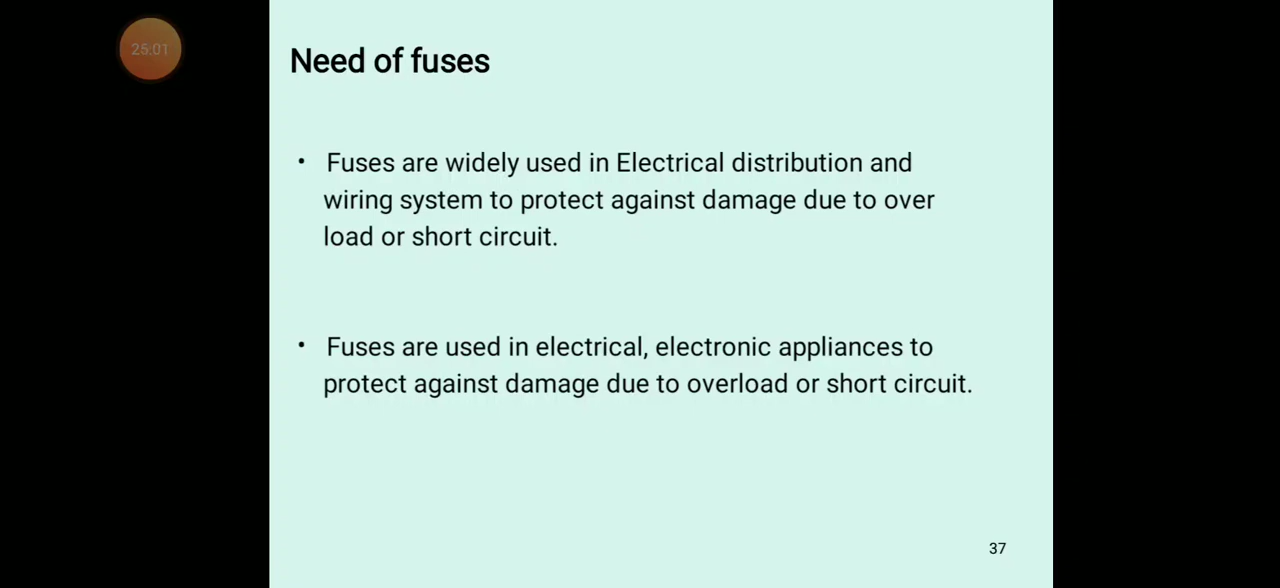 25:01
Need of fuses
• Fuses are widely used in Electrical distribution and
wiring system to protect against damage due to over
load or short circuit.
• Fuses are used in electrical, electronic appliances to
protect against damage due to overload or short circuit.
37